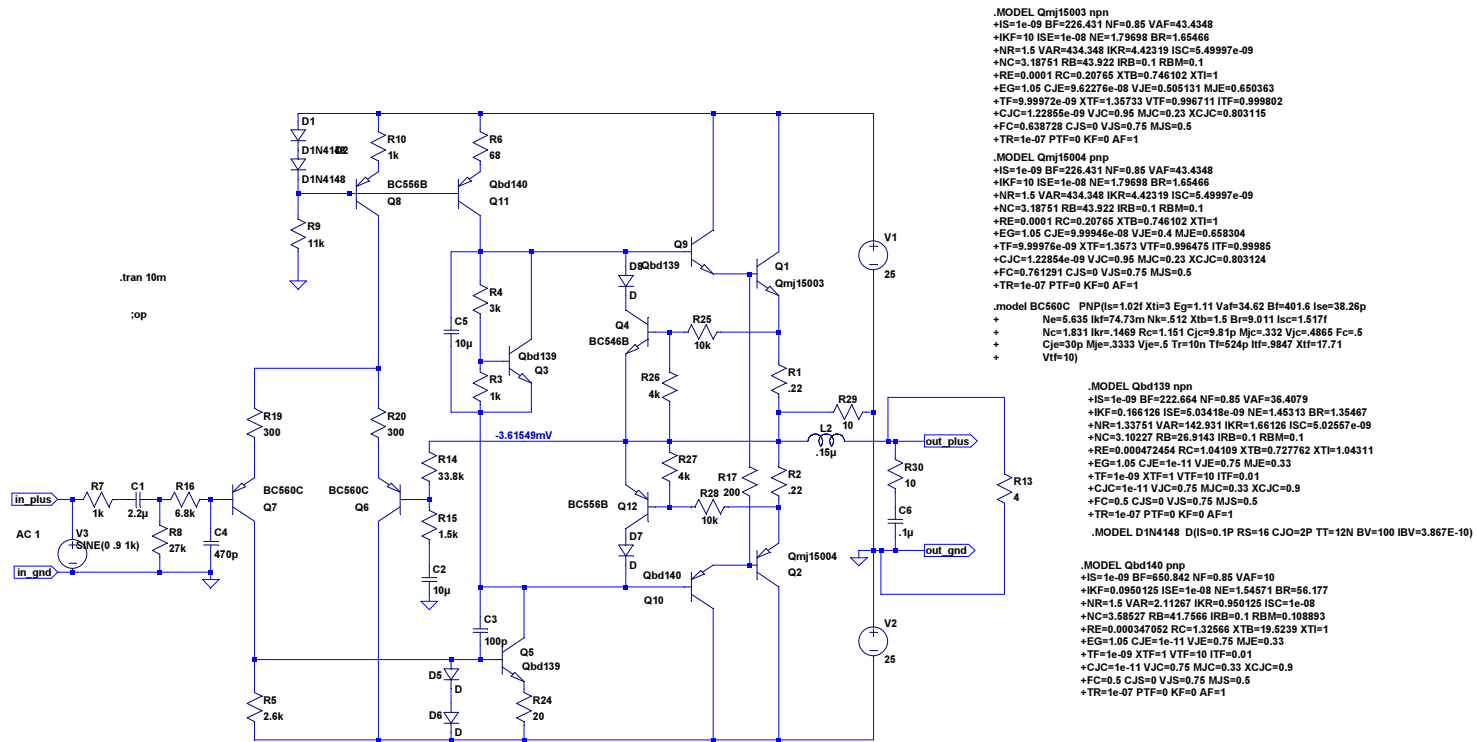 .MODEL Qmj15003 npn
+IS=1e-09 BF=226.431 NF=0.85 VAF=43.4348
+IKF=10 ISE=1e-08 NE=1.79698 BR=1.65466
+NR=1.5 VAR=434.348 IKR=4.42319 ISC=5.49997e-09
+NC=3.18751 RB=43.922 IRB=0.1 RBM=0.1
+RE=0.0001 RC=0.20765 XTB=0.746102 XTI=1
+EG=1.05 CJE=9.62276e-08 VJE=0.505131 MJE=0.650363
+TF=9.99972e-09 XTF=1.35733 VTF=0.996711 ITF=0.999802
+CJC=1.22855e-09 VJC=0.95 MJC=0.23 XCJC=0.803115
+FC=0.638728 CJS=0 VJS=0.75 MJS=0.5
+TR=1e-07 PTF=0 KF=0 AF=1
.MODEL Qmj15004 pnp
+IS=1e-09 BF=226.431 NF=0.85 VAF=43.4348
+IKF=10 ISE=1e-08 NE=1.79698 BR=1.65466
+NR=1.5 VAR=434.348 IKR=4.42319 ISC=5.49997e-09
+NC=3.18751 RB=43.922 IRB=0.1 RBM=0.1
+RE=0.0001 RC=0.20765 XTB=0.746102 XTI=1
+EG=1.05 CJE=9.99946e-08 VJE=0.4 MJE=0.658304
+TF=9.99976e-09 XTF=1.3573 VTF=0.996475 ITF=0.99985
+CJC=1.22854e-09 VJC=0.95 MJC=0.23 XCJC=0.803124
+FC=0.761291 CJS=0 VJS=0.75 MJS=0.5
+TR=1e-07 PTF=0 KF=0 AF=1
.model BC560C PNP(Is=1.02f Xti=3 Eg=1.11 Vaf=34.62 Bf=401.6 Ise=38.26p
+ Ne=5.635 Ikf=74.73m Nk=.512 Xtb=1.5 Br=9.011 Isc=1.517f
+ Nc=1.831 Ikr=.1469 Rc=1.151 Cjc=9.81p Mjc=.332 Vjc=.4865 Fc=.5
+ Cje=30p Mje=.3333 Vje=.5 Tr=10n Tf=524p Itf=.9847 Xtf=17.71
+ Vtf=10)
.MODEL Qbd139 npn
+IS=1e-09 BF=222.664 NF=0.85 VAF=36.4079
+IKF=0.166126 ISE=5.03418e-09 NE=1.45313 BR=1.35467
+NR=1.33751 VAR=142.931 IKR=1.66126 ISC=5.02557e-09
+NC=3.10227 RB=26.9143 IRB=0.1 RBM=0.1
+RE=0.000472454 RC=1.04109 XTB=0.727762 XTI=1.04311
+EG=1.05 CJE=1e-11 VJE=0.75 MJE=0.33
+TF=1e-09 XTF=1 VTF=10 ITF=0.01
+CJC=1e-11 VJC=0.75 MJC=0.33 XCJC=0.9
+FC=0.5 CJS=0 VJS=0.75 MJS=0.5
+TR=1e-07 PTF=0 KF=0 AF=1
.MODEL D1N4148 D(IS=0.1P RS=16 CJO=2P TT=12N BV=100 IBV=3.867E-10)
.MODEL Qbd140 pnp
+IS=1e-09 BF=650.842 NF=0.85 VAF=10
+IKF=0.0950125 ISE=1e-08 NE=1.54571 BR=56.177
+NR=1.5 VAR=2.11267 IKR=0.950125 ISC=1e-08
+NC=3.58527 RB=41.7566 IRB=0.1 RBM=0.108893
+RE=0.000347052 RC=1.32566 XTB=19.5239 XTI=1
+EG=1.05 CJE=1e-11 VJE=0.75 MJE=0.33
+TF=1e-09 XTF=1 VTF=10 ITF=0.01
+CJC=1e-11 VJC=0.75 MJC=0.33 XCJC=0.9
+FC=0.5 CJS=0 VJS=0.75 MJS=0.5
+TR=1e-07 PTF=0 KF=0 AF=1
D1
D1N4148
D2
D1N4148
R10
1k
R6
68
BC556B
Q8
Qbd140
Q11
R9
11k
.tran 10m
;op
Q9
Qbd139
V1
25
D8
D
Q1
Qmj15003
R4
3k
C5
10µ
Q4
BC546B
R25
10k
Qbd139
Q3
R3
1k
R26
4k
R1
.22
R29
10
R19
300
R20
300
-3.61549mV
L2
.15µ
out_plus
R14
33.8k
R27
4k
R17
200
R2
.22
R30
10
R13
4
in_plus
R7
1k
C1
2.2µ
R16
6.8k
BC560C
Q7
BC560C
Q6
BC556B
Q12
R28
10k
R15
1.5k
AC 1
V3
SINE(0 .9 1k)
R8
27k
C4
470p
C6
.1µ
D7
D
in_gnd
C2
10µ
Qbd140
Q10
Qmj15004
Q2
out_gnd
C3
100p
Q5
Qbd139
V2
25
D5
D
D6
D
R5
2.6k
R24
20